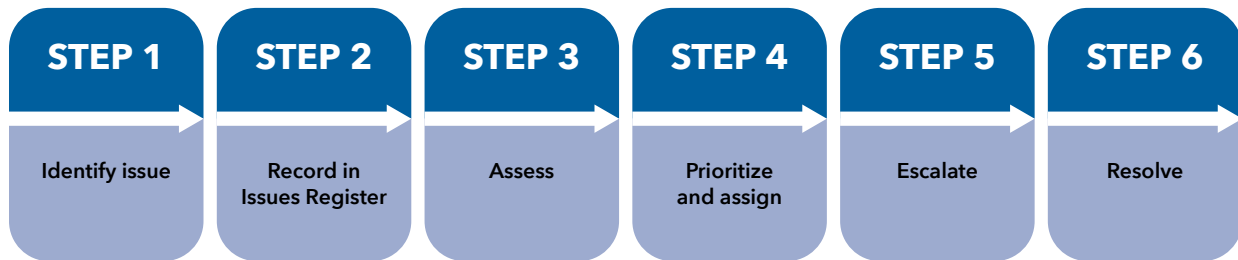 STEP 1
Identify issue
STEP 2
Record in
Issues Register
STEP 3
Assess
STEP 4
Prioritize
and assign
STEP 5
Escalate
STEP 6
Resolve